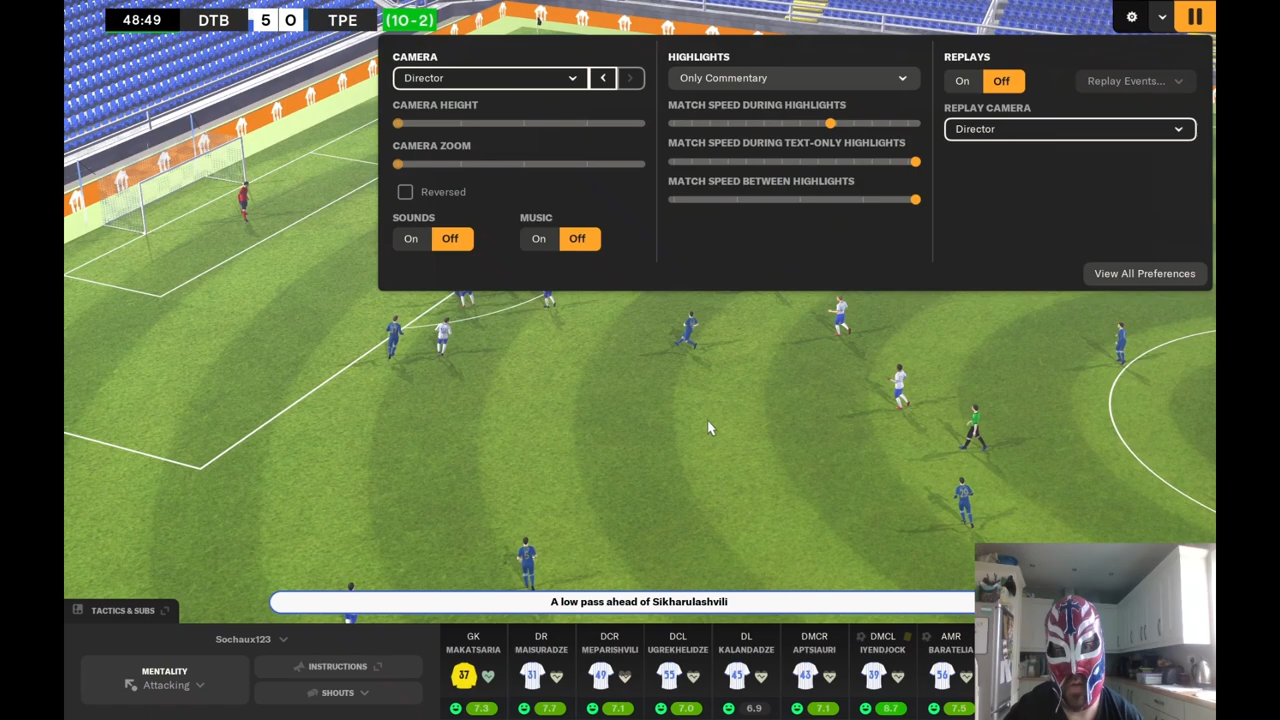 48:49 DTB 5 0 TPE (10-2)
CAMERA
Director
CAMERA HEIGHT
CAMERA ZOOM
Reversed
SOUNDS MUSIC
On Off On Off
HIGHLIGHTS
Only Commentary
MATCH SPEED DURING HIGHLIGHTS
MATCH SPEED DURING TEXT-ONLY HIGHLIGHTS
MATCH SPEED BETWEEN HIGHLIGHTS
REPLAYS
On Off Replay Events...
REPLAY CAMERA
Director
View All Preferences
A low pass ahead of Sikharulashvili
TACTICS & SUBS
Sochaux123
MENTALITY
Attacking
INSTRUCTIONS
SHOUTS
GK DR DCR DCL DL DMCR DMCL AMR
MAKATSARIA MAISURADZE MEPARISHVILI UGREKHELIDZE KALANDADZE APTSIAURI IYENDJOCK BARATELIA
37 31 49 55 45 43 39 56
7.3 7.7 7.1 7.0 6.9 7.1 8.7 7.5